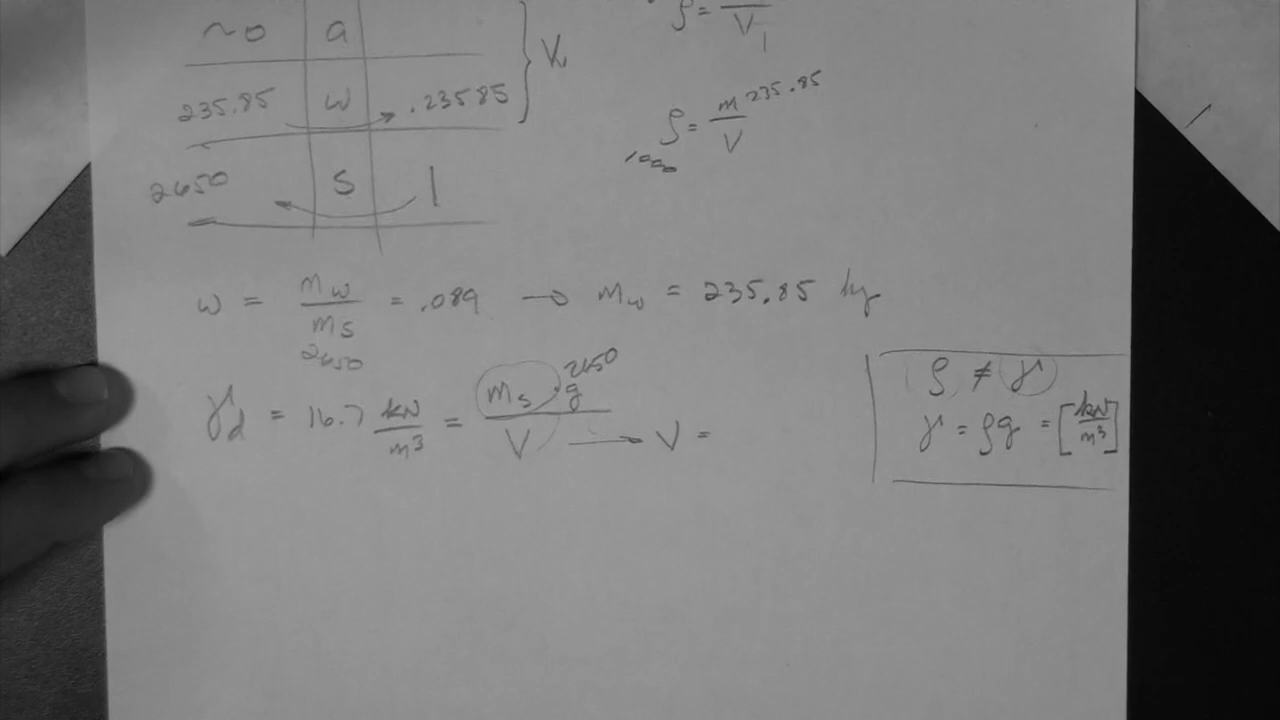 ~0 a
ρ = — V₁
235.85 w .23585 } Vᵥ
ρ = m/V 235.85
1000
2650 s 1
w = Mw/Ms = .089 → Mw = 235.85 kg
2650
γd = 16.7 kN/m³ = Ms · g/V 2650 → V =
ρ ≠ γ
γ = ρg = [kN/m³]